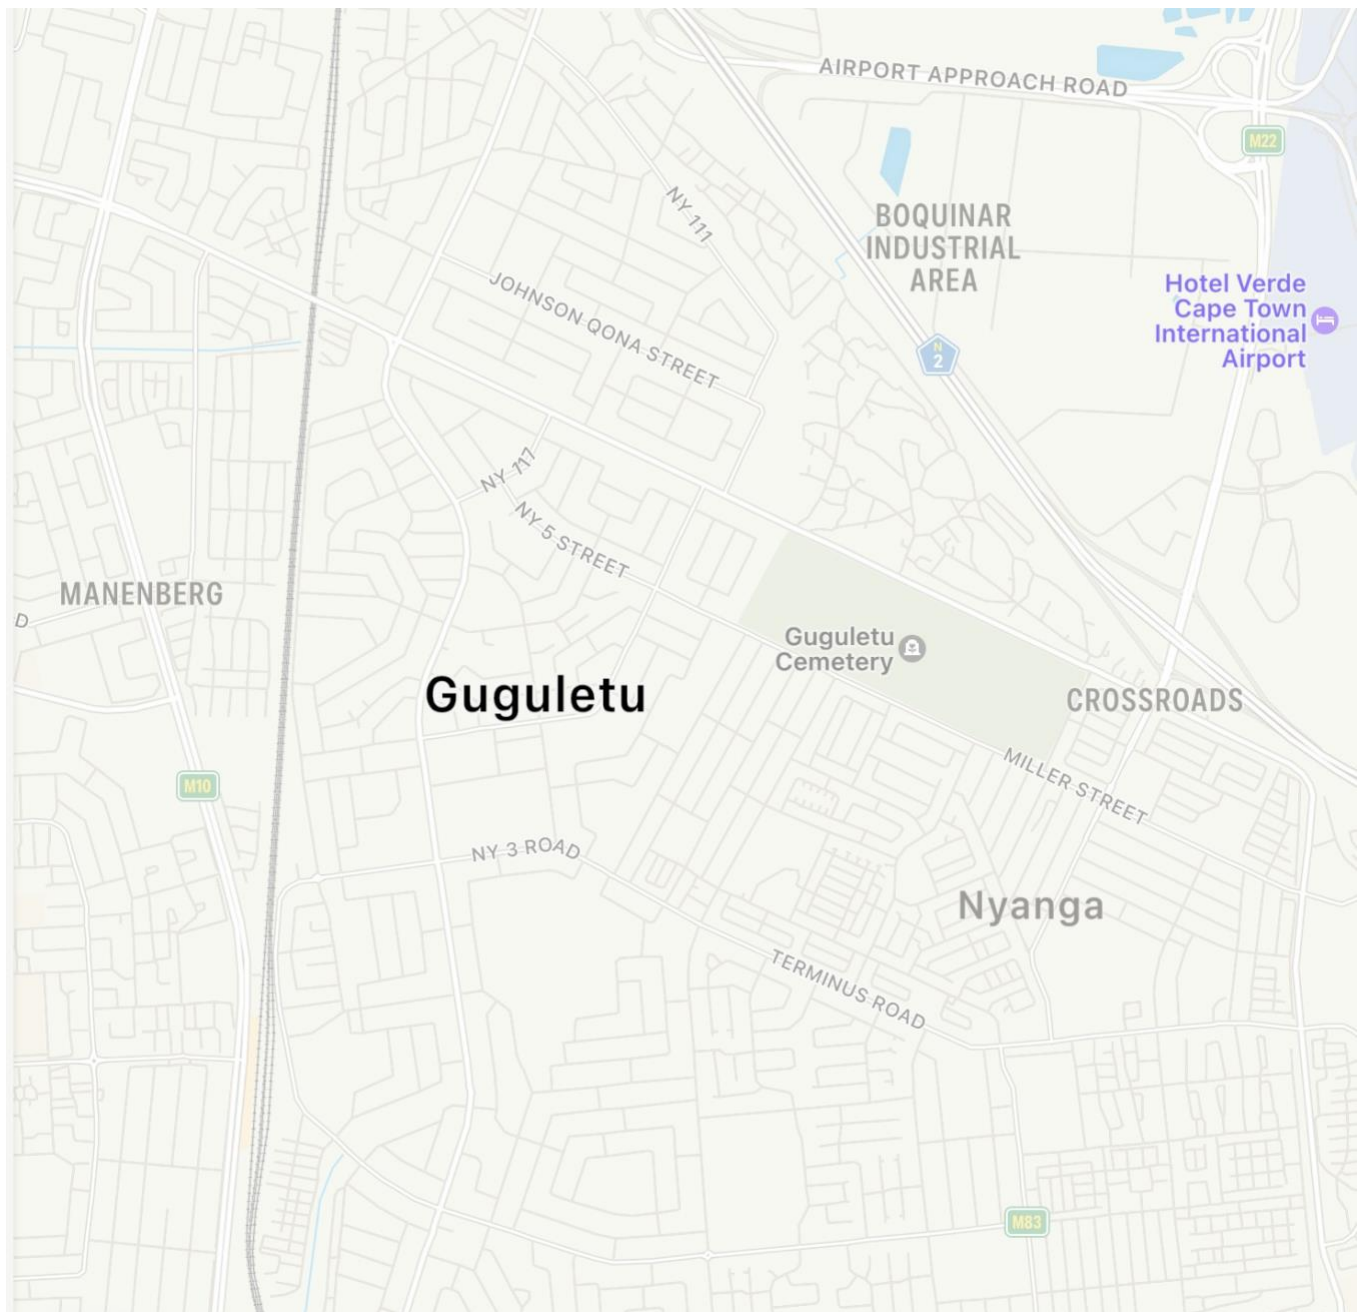 AIRPORT APPROACH ROAD
M22
NY 111
BOQUINAR
INDUSTRIAL
AREA
JOHNSON QONA STREET
Hotel Verde
Cape Town
International
Airport
N
2
NY 117
NY 5 STREET
MANENBERG
D
Guguletu
Cemetery
Guguletu
CROSSROADS
MILLER STREET
M10
NY 3 ROAD
Nyanga
TERMINUS ROAD
M83